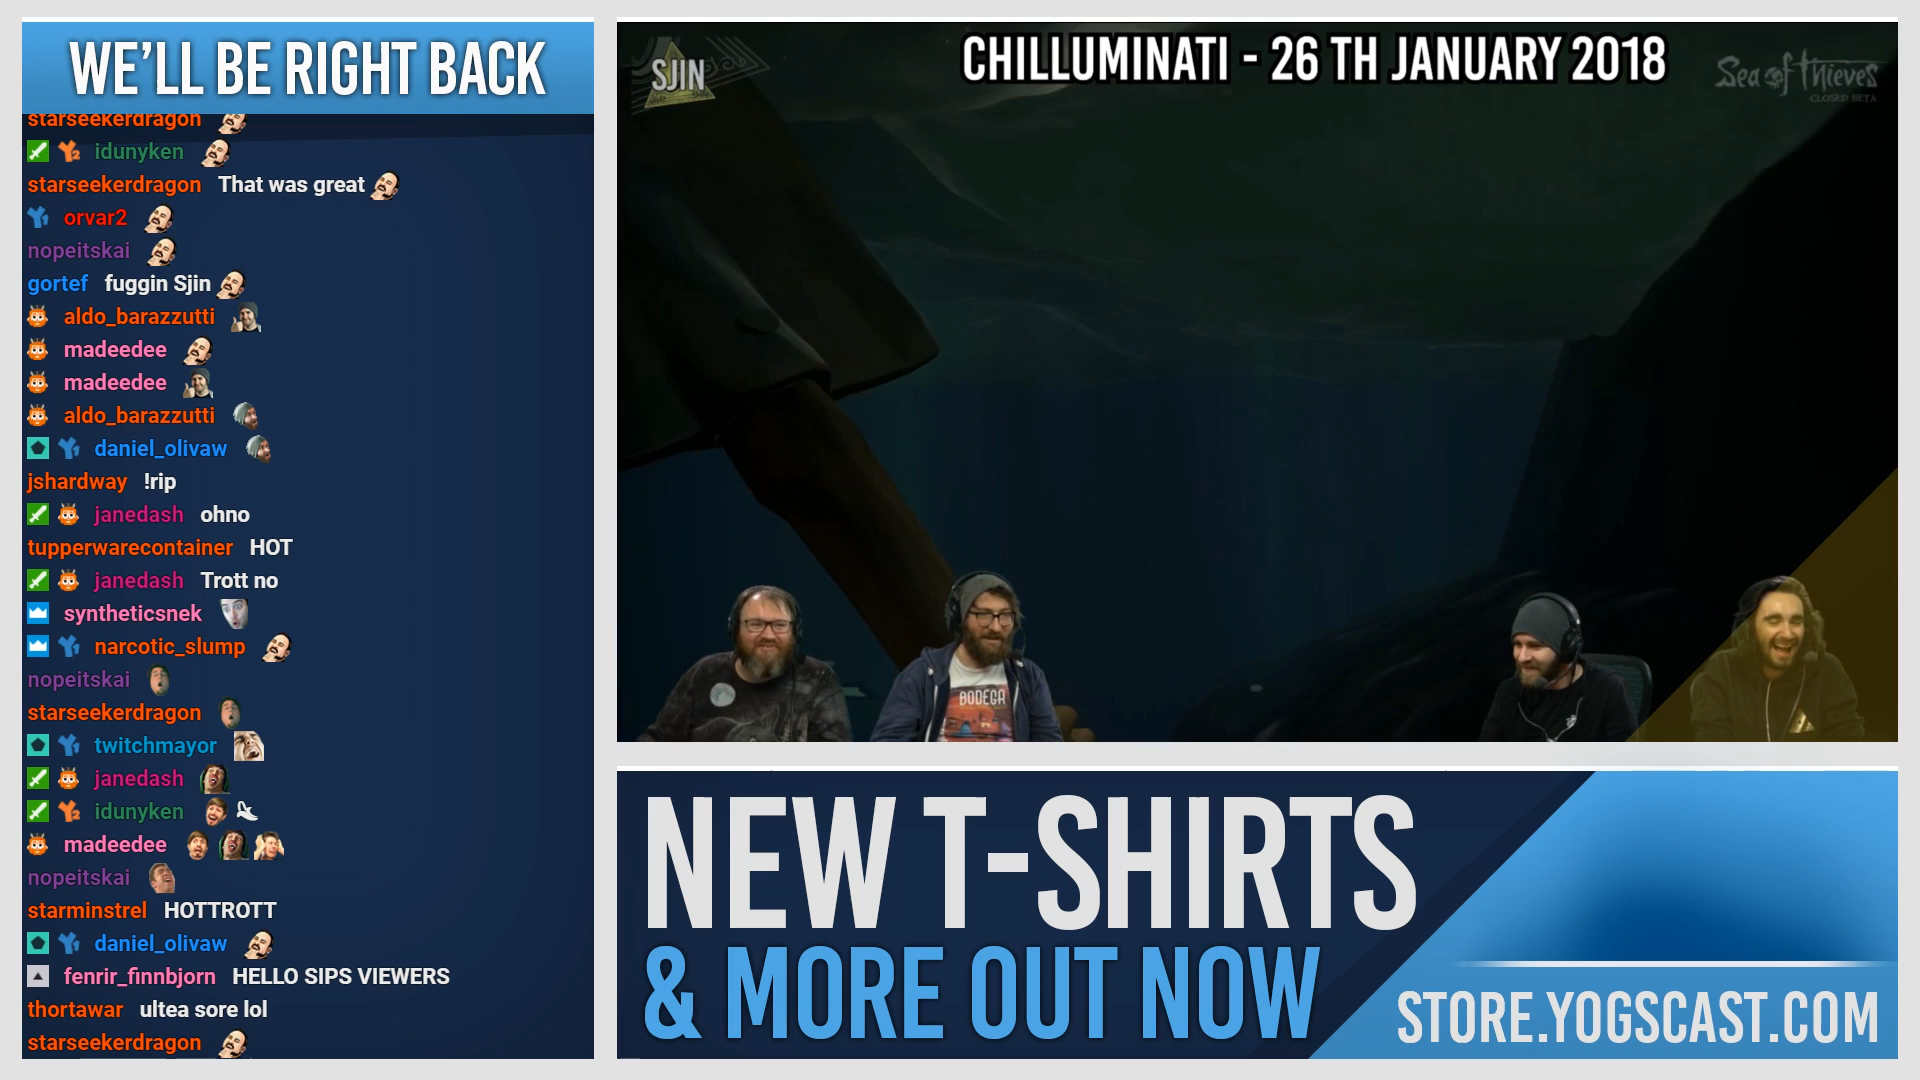 WE'LL BE RIGHT BACK
starseekerdragon
idunyken
starseekerdragon That was great
orvar2
nopeitskai
gortef fuggin Sjin
aldo_barazzutti
madeedee
madeedee
aldo_barazzutti
daniel_olivaw
jshardway !rip
janedash ohno
tupperwarecontainer HOT
janedash Trott no
syntheticsnek
narcotic_slump
nopeitskai
starseekerdragon
twitchmayor
janedash
idunyken
madeedee
nopeitskai
starminstrel HOTTROTT
daniel_olivaw
fenrir_finnbjorn HELLO SIPS VIEWERS
thortawar ultea sore lol
starseekerdragon
SJIN
CHILLUMINATI - 26 TH JANUARY 2018
Sea of Thieves
CLOSED BETA
BODEGA
NEW T-SHIRTS
& MORE OUT NOW
STORE.YOGSCAST.COM